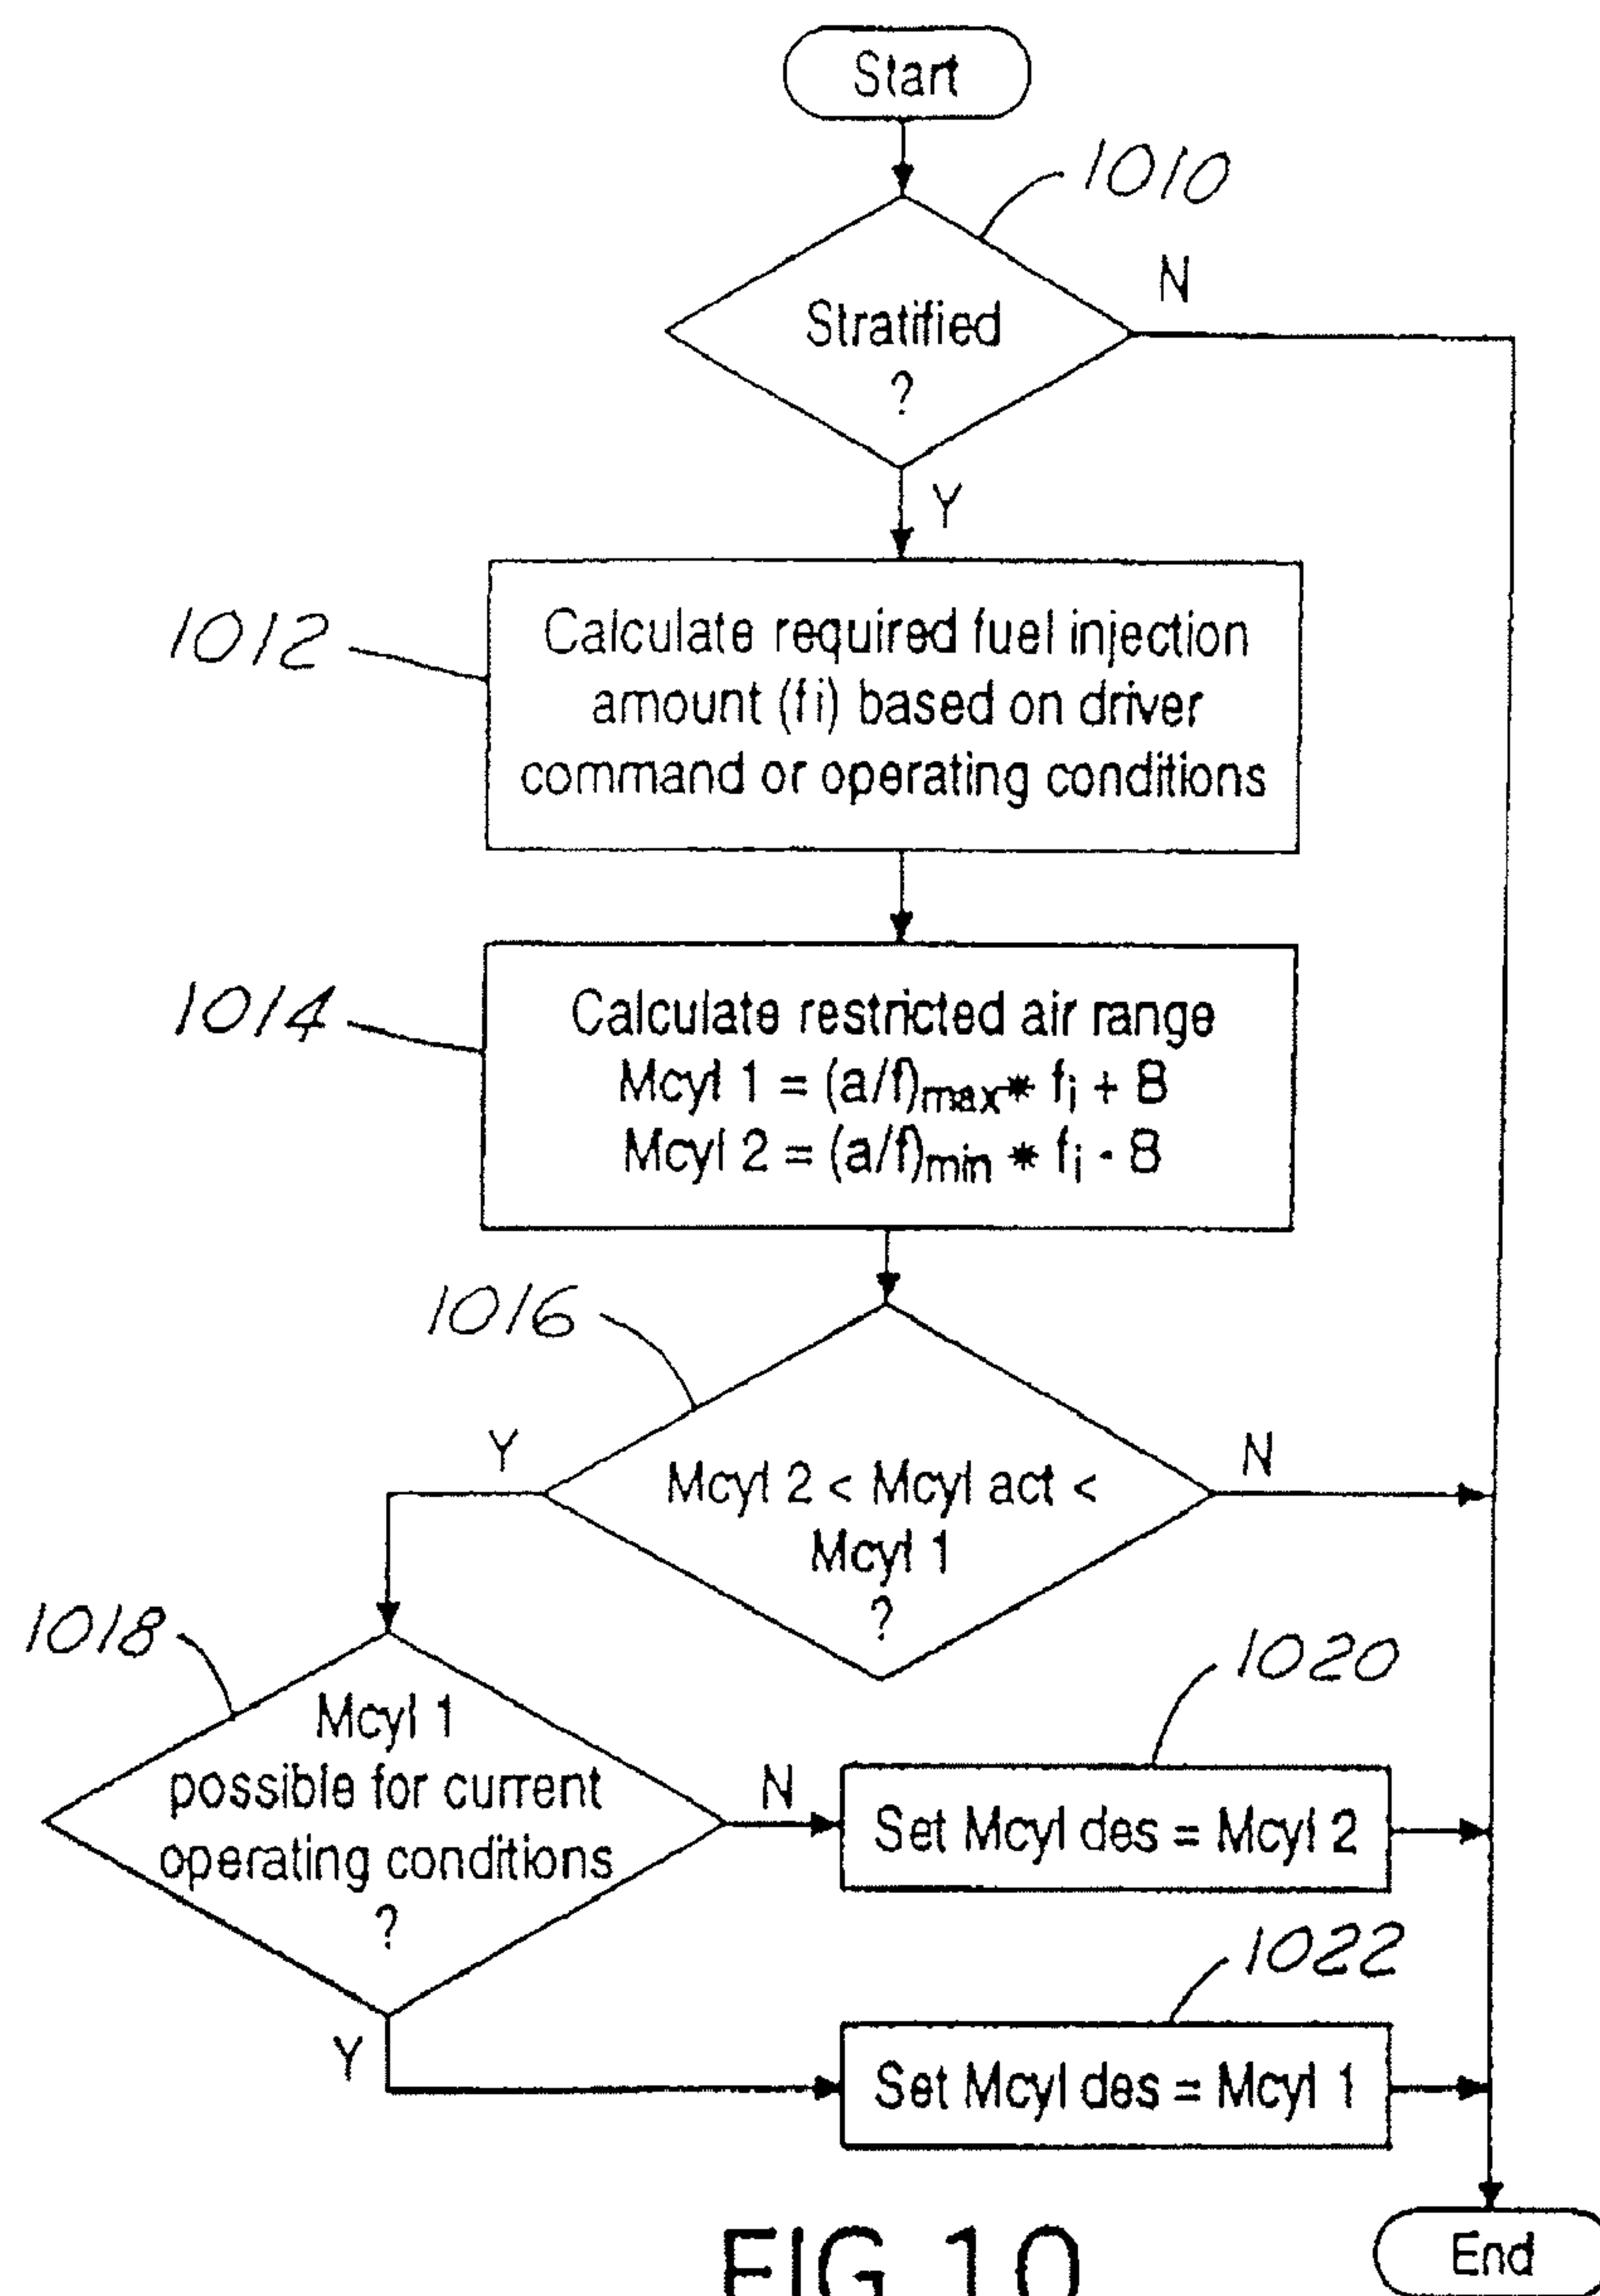 Start
1010
N
Stratified
?
Y
1012
Calculate required fuel injection
amount (fi) based on driver
command or operating conditions
1014
Calculate restricted air range
Mcyl 1 = (a/f)max* fi + B
Mcyl 2 = (a/f)min * fi - B
1016
Y
N
Mcyl 2 < Mcyl act <
Mcyl 1
?
1018
1020
Mcyl 1
possible for current
operating conditions
?
N
Set Mcyl des = Mcyl 2
1022
Y
Set Mcyl des = Mcyl 1
End
FIG.10